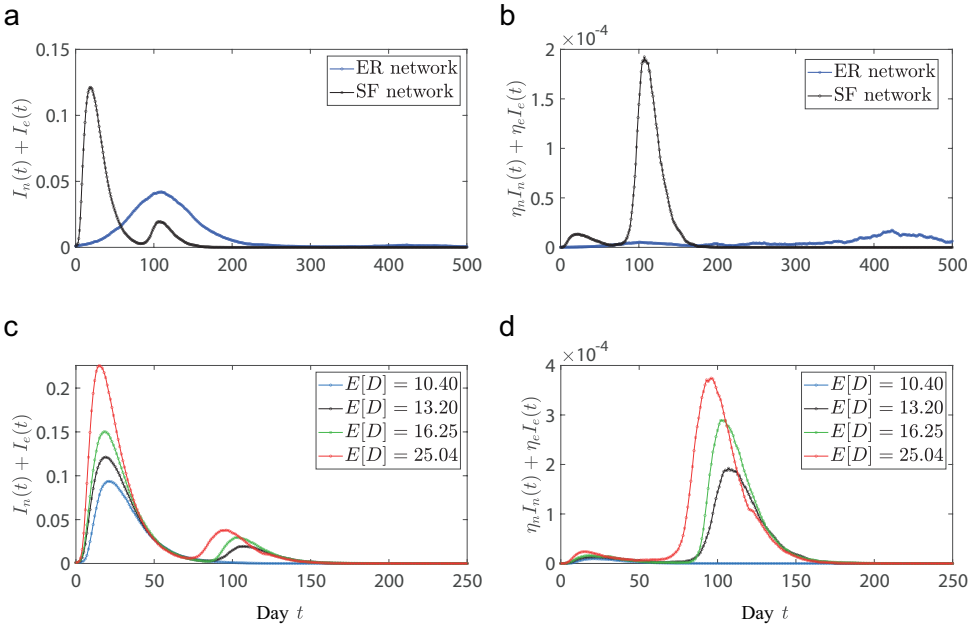 a
0.15
0.1
0.05
0
I_n(t) + I_e(t)
0 100 200 300 400 500
ER network
SF network
b
×10^-4
2
1.5
1
0.5
0
η_n I_n(t) + η_e I_e(t)
0 100 200 300 400 500
ER network
SF network
c
0.2
0.15
0.1
0.05
0
I_n(t) + I_e(t)
0 50 100 150 200 250
Day t
E[D] = 10.40
E[D] = 13.20
E[D] = 16.25
E[D] = 25.04
d
×10^-4
4
3
2
1
0
η_n I_n(t) + η_e I_e(t)
0 50 100 150 200 250
Day t
E[D] = 10.40
E[D] = 13.20
E[D] = 16.25
E[D] = 25.04